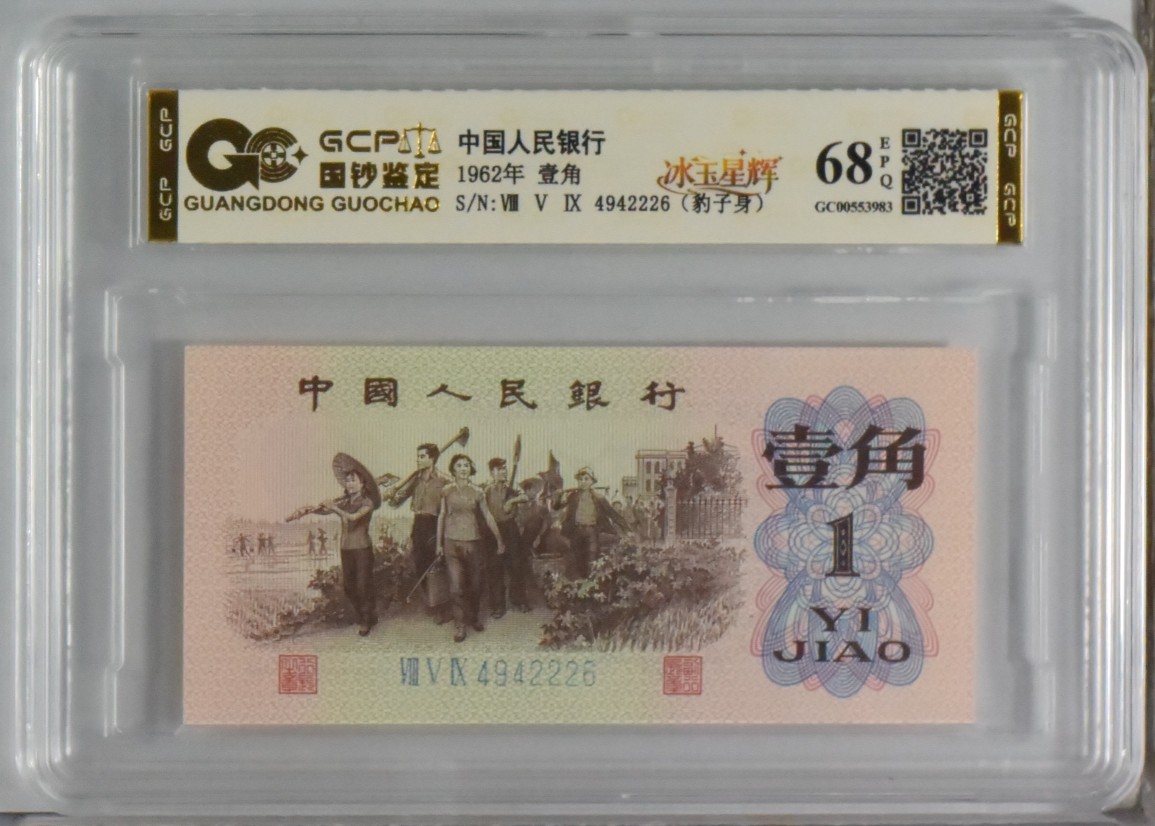 GCP
GCP
GC
GCP
国钞鉴定
GUANGDONG GUOCHAO
中国人民银行
1962年 壹角
S/N:Ⅷ Ⅴ Ⅸ 4942226(豹子身)
冰玉星辉
68
EPQ
GC00553983
GCP
GCP
中國人民銀行
壹角
1
YI
JIAO
Ⅷ Ⅴ Ⅸ 4942226